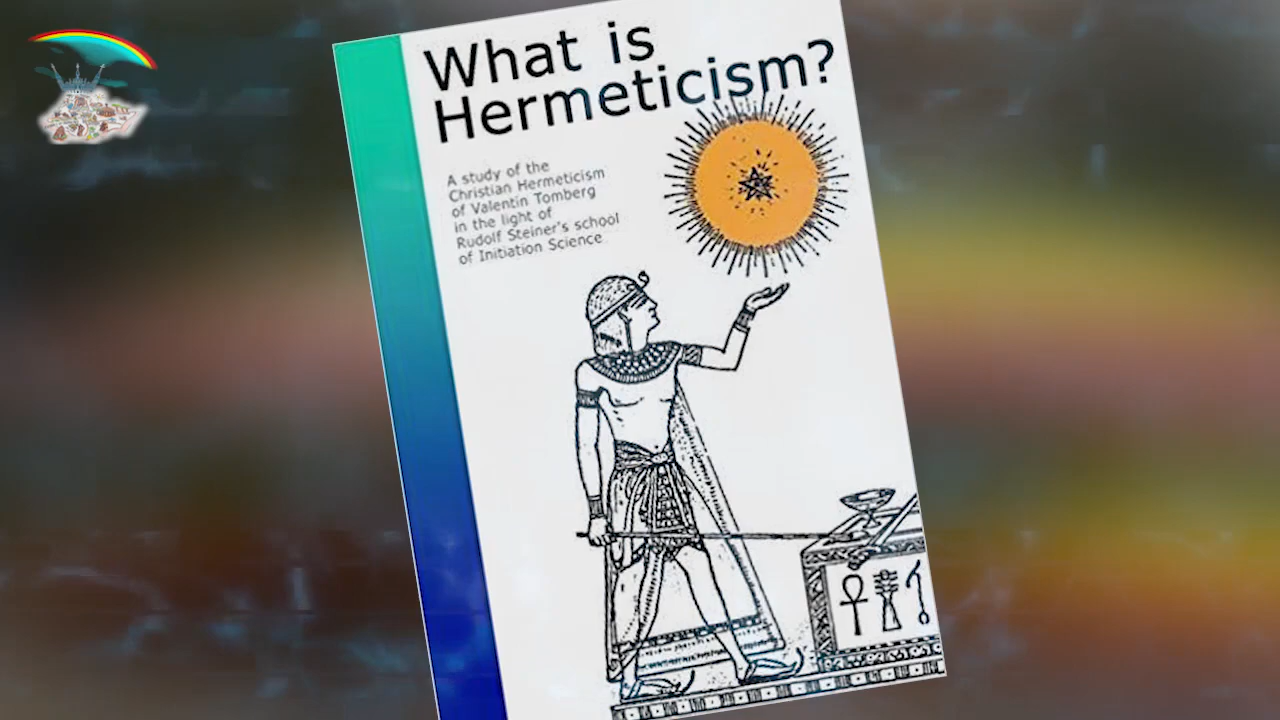 What is
Hermeticism?
A study of the
Christian Hermeticism
of Valentin Tomberg
in the light of
Rudolf Steiner's school
of Initiation Science